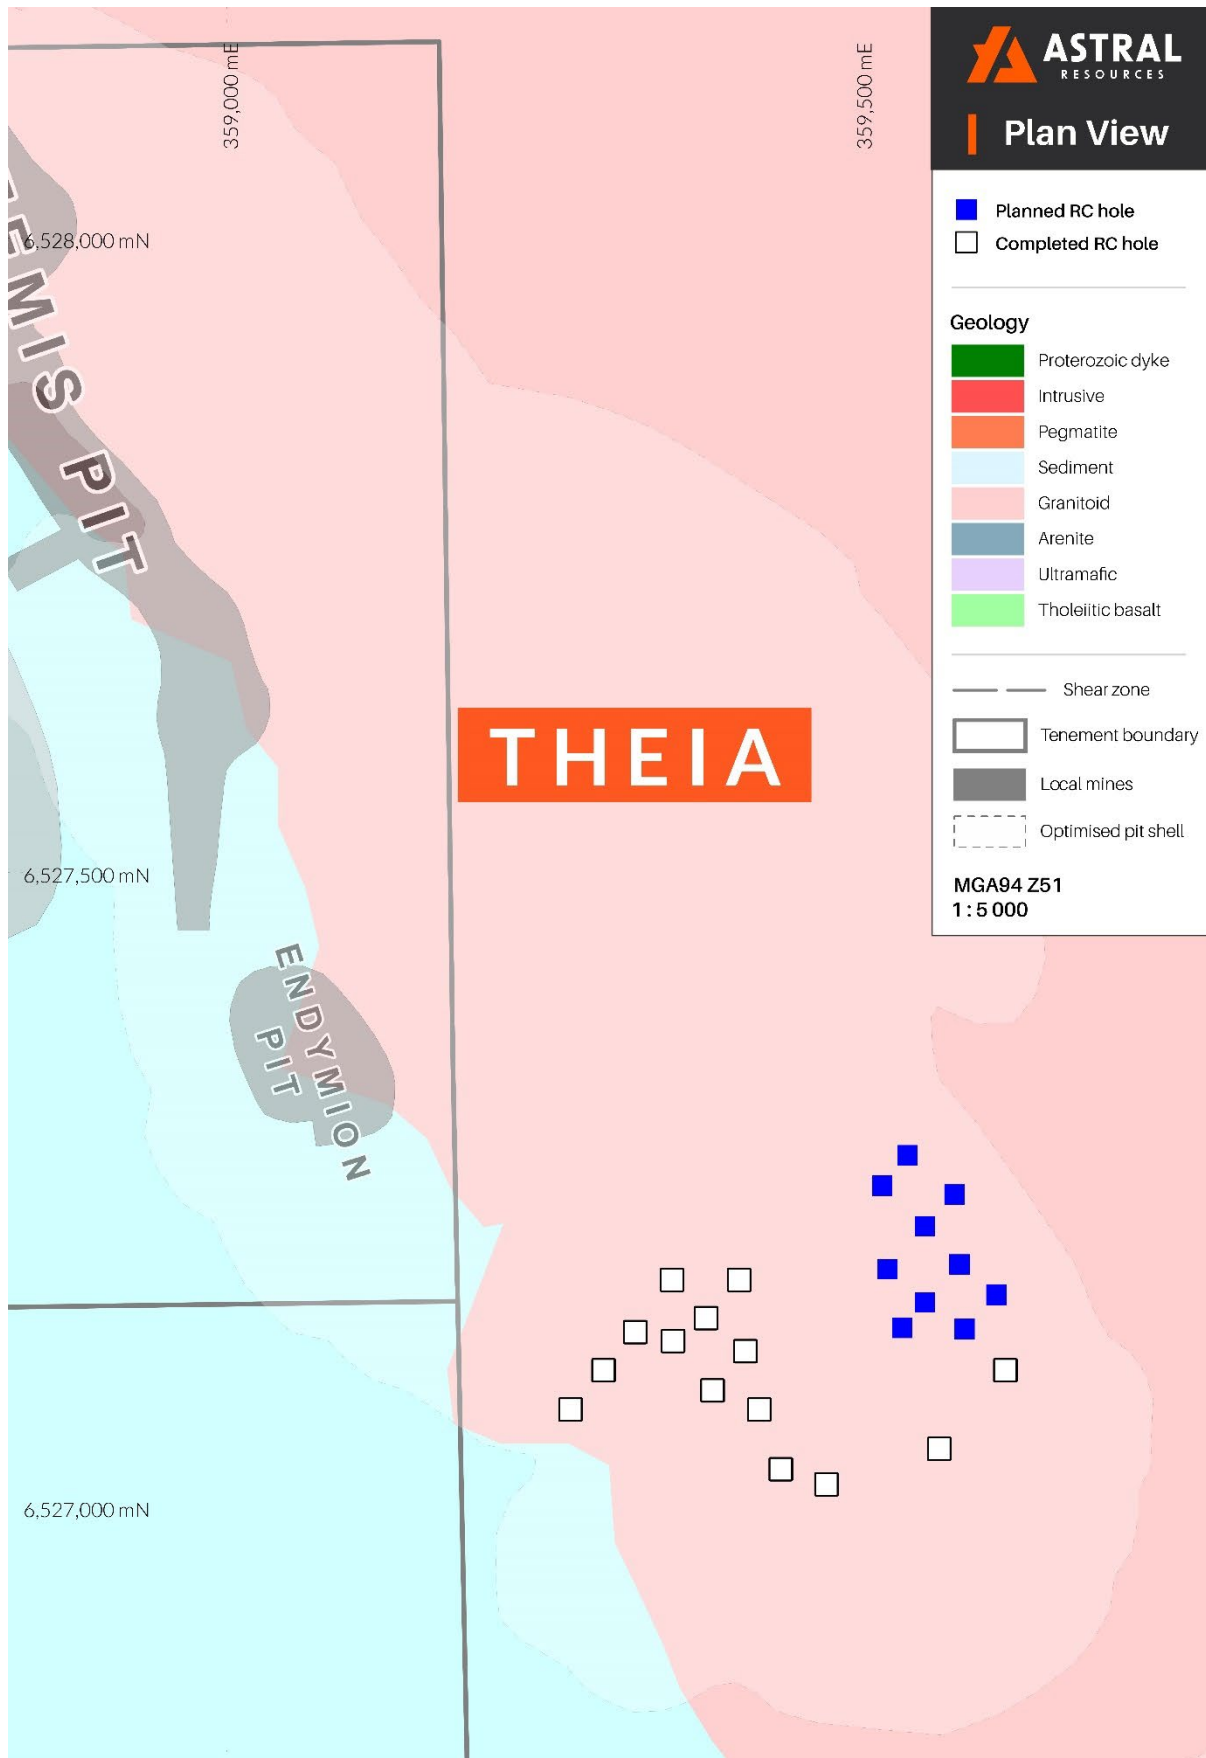 ASTRAL
RESOURCES
Plan View
359,000 mE
359,500 mE
Planned RC hole
Completed RC hole
6,528,000 mN
Geology
Proterozoic dyke
Intrusive
Pegmatite
Sediment
Granitoid
Arenite
Ultramafic
Tholeiitic basalt
PIT
Shear zone
Tenement boundary
Local mines
Optimised pit shell
THEIA
6,527,500 mN
MGA94 Z51
1 : 5 000
ENDYMION
PIT
6,527,000 mN